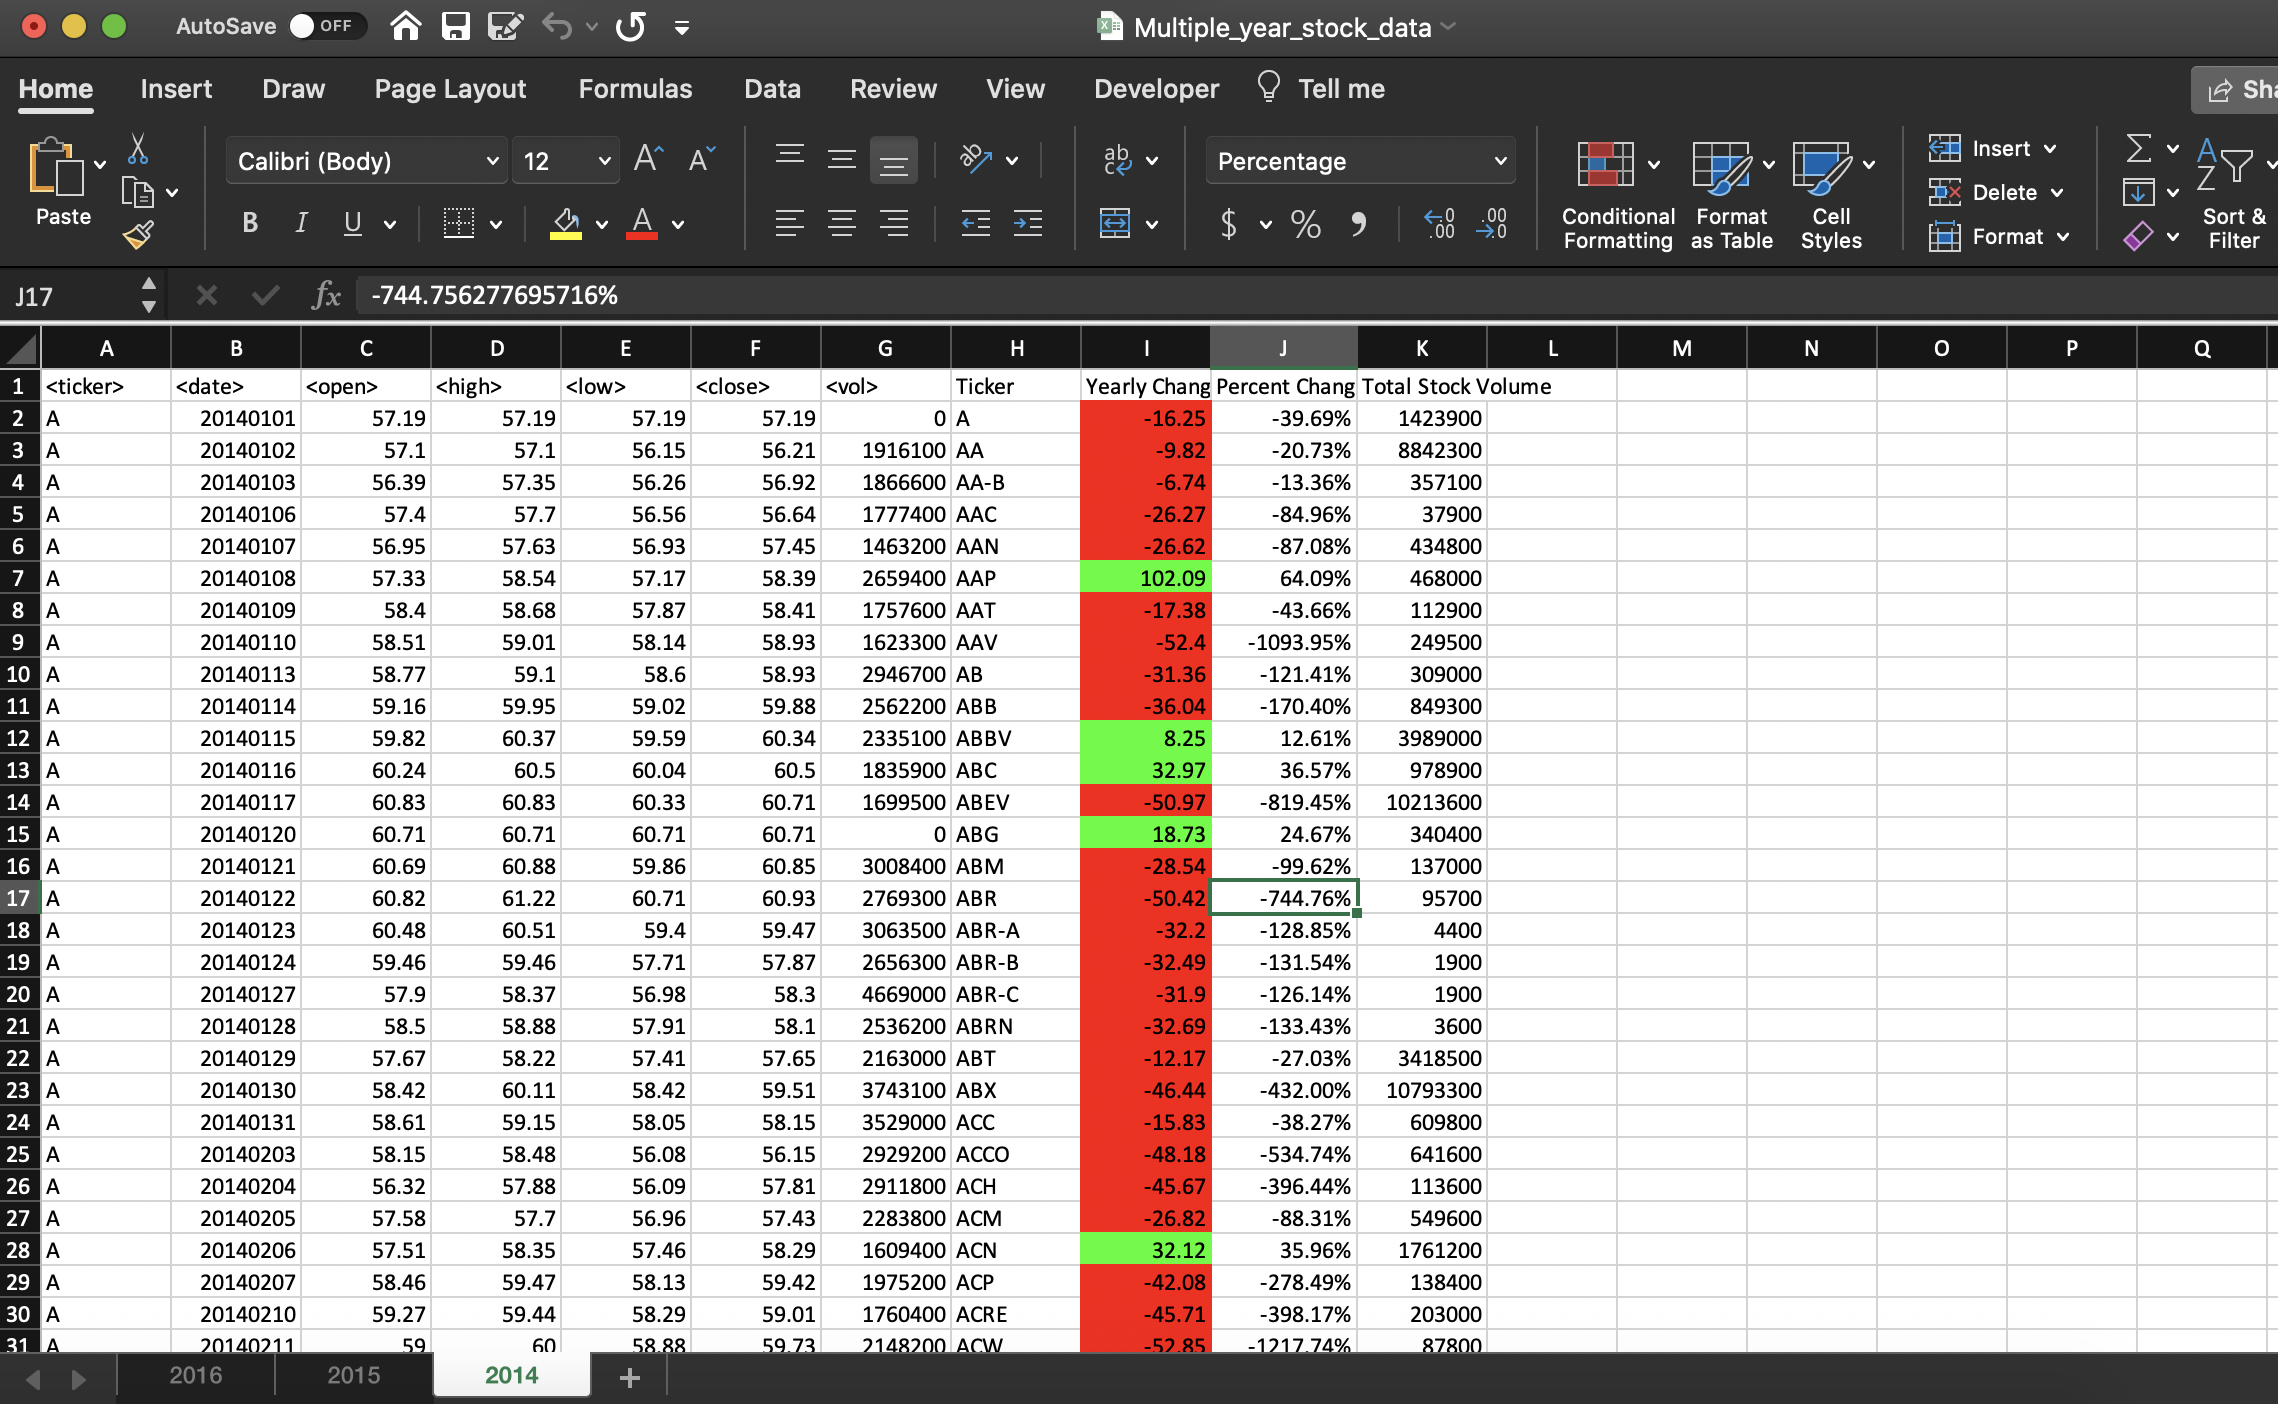 AutoSave OFF Multiple_year_stock_data
Home Insert Draw Page Layout Formulas Data Review View Developer Tell me
Paste Calibri (Body) 12 Percentage Conditional Formatting Format as Table Cell Styles Insert Delete Format Sort & Filter
J17 fx -744.756277695716%
A B C D E F G H I J K L M N O P Q
1 <ticker> <date> <open> <high> <low> <close> <vol> Ticker Yearly Chang Percent Chang Total Stock Volume
2 A 20140101 57.19 57.19 57.19 57.19 0 A -16.25 -39.69% 1423900
3 A 20140102 57.1 57.1 56.15 56.21 1916100 AA -9.82 -20.73% 8842300
4 A 20140103 56.39 57.35 56.26 56.92 1866600 AA-B -6.74 -13.36% 357100
5 A 20140106 57.4 57.7 56.56 56.64 1777400 AAC -26.27 -84.96% 37900
6 A 20140107 56.95 57.63 56.93 57.45 1463200 AAN -26.62 -87.08% 434800
7 A 20140108 57.33 58.54 57.17 58.39 2659400 AAP 102.09 64.09% 468000
8 A 20140109 58.4 58.68 57.87 58.41 1757600 AAT -17.38 -43.66% 112900
9 A 20140110 58.51 59.01 58.14 58.93 1623300 AAV -52.4 -1093.95% 249500
10 A 20140113 58.77 59.1 58.6 58.93 2946700 AB -31.36 -121.41% 309000
11 A 20140114 59.16 59.95 59.02 59.88 2562200 ABB -36.04 -170.40% 849300
12 A 20140115 59.82 60.37 59.59 60.34 2335100 ABBV 8.25 12.61% 3989000
13 A 20140116 60.24 60.5 60.04 60.5 1835900 ABC 32.97 36.57% 978900
14 A 20140117 60.83 60.83 60.33 60.71 1699500 ABEV -50.97 -819.45% 10213600
15 A 20140120 60.71 60.71 60.71 60.71 0 ABG 18.73 24.67% 340400
16 A 20140121 60.69 60.88 59.86 60.85 3008400 ABM -28.54 -99.62% 137000
17 A 20140122 60.82 61.22 60.71 60.93 2769300 ABR -50.42 -744.76% 95700
18 A 20140123 60.48 60.51 59.4 59.47 3063500 ABR-A -32.2 -128.85% 4400
19 A 20140124 59.46 59.46 57.71 57.87 2656300 ABR-B -32.49 -131.54% 1900
20 A 20140127 57.9 58.37 56.98 58.3 4669000 ABR-C -31.9 -126.14% 1900
21 A 20140128 58.5 58.88 57.91 58.1 2536200 ABRN -32.69 -133.43% 3600
22 A 20140129 57.67 58.22 57.41 57.65 2163000 ABT -12.17 -27.03% 3418500
23 A 20140130 58.42 60.11 58.42 59.51 3743100 ABX -46.44 -432.00% 10793300
24 A 20140131 58.61 59.15 58.05 58.15 3529000 ACC -15.83 -38.27% 609800
25 A 20140203 58.15 58.48 56.08 56.15 2929200 ACCO -48.18 -534.74% 641600
26 A 20140204 56.32 57.88 56.09 57.81 2911800 ACH -45.67 -396.44% 113600
27 A 20140205 57.58 57.7 56.96 57.43 2283800 ACM -26.82 -88.31% 549600
28 A 20140206 57.51 58.35 57.46 58.29 1609400 ACN 32.12 35.96% 1761200
29 A 20140207 58.46 59.47 58.13 59.42 1975200 ACP -42.08 -278.49% 138400
30 A 20140210 59.27 59.44 58.29 59.01 1760400 ACRE -45.71 -398.17% 203000
31 A 20140211 59 60 58.88 59.73 2148200 ACW -52.85 -1217.74% 87800
2016 2015 2014